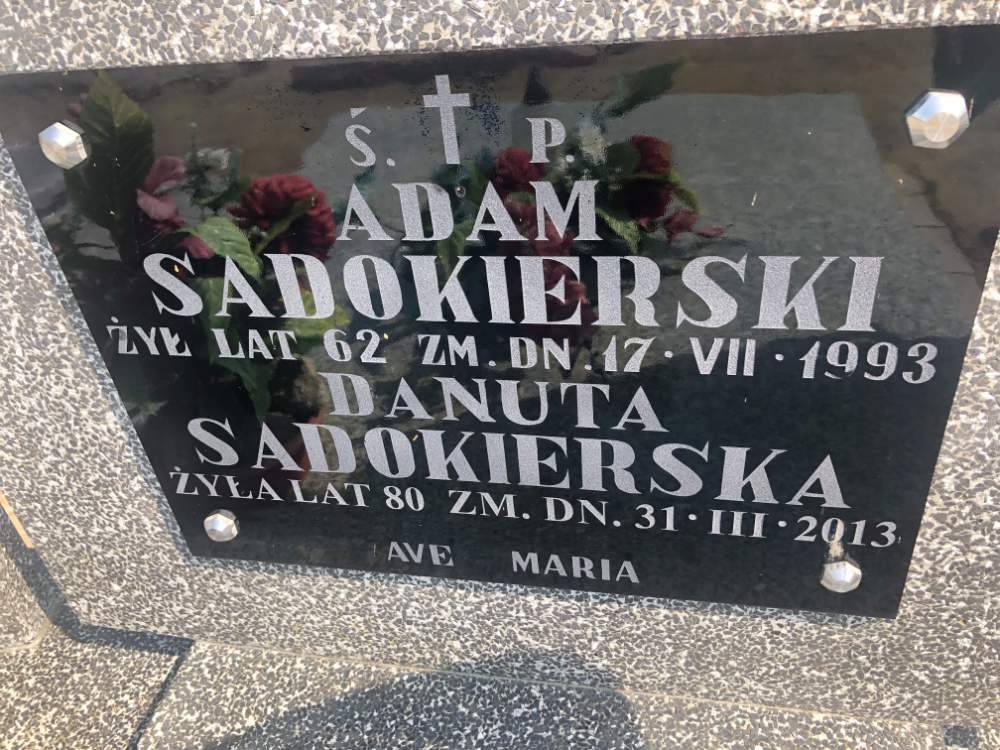 Ś. P.
ADAM
SADOKIERSKI
ŻYŁ LAT 62 ZM. DN. 17 · VII · 1993
DANUTA
SADOKIERSKA
ŻYŁA LAT 80 ZM. DN. 31 · III · 2013
AVE MARIA